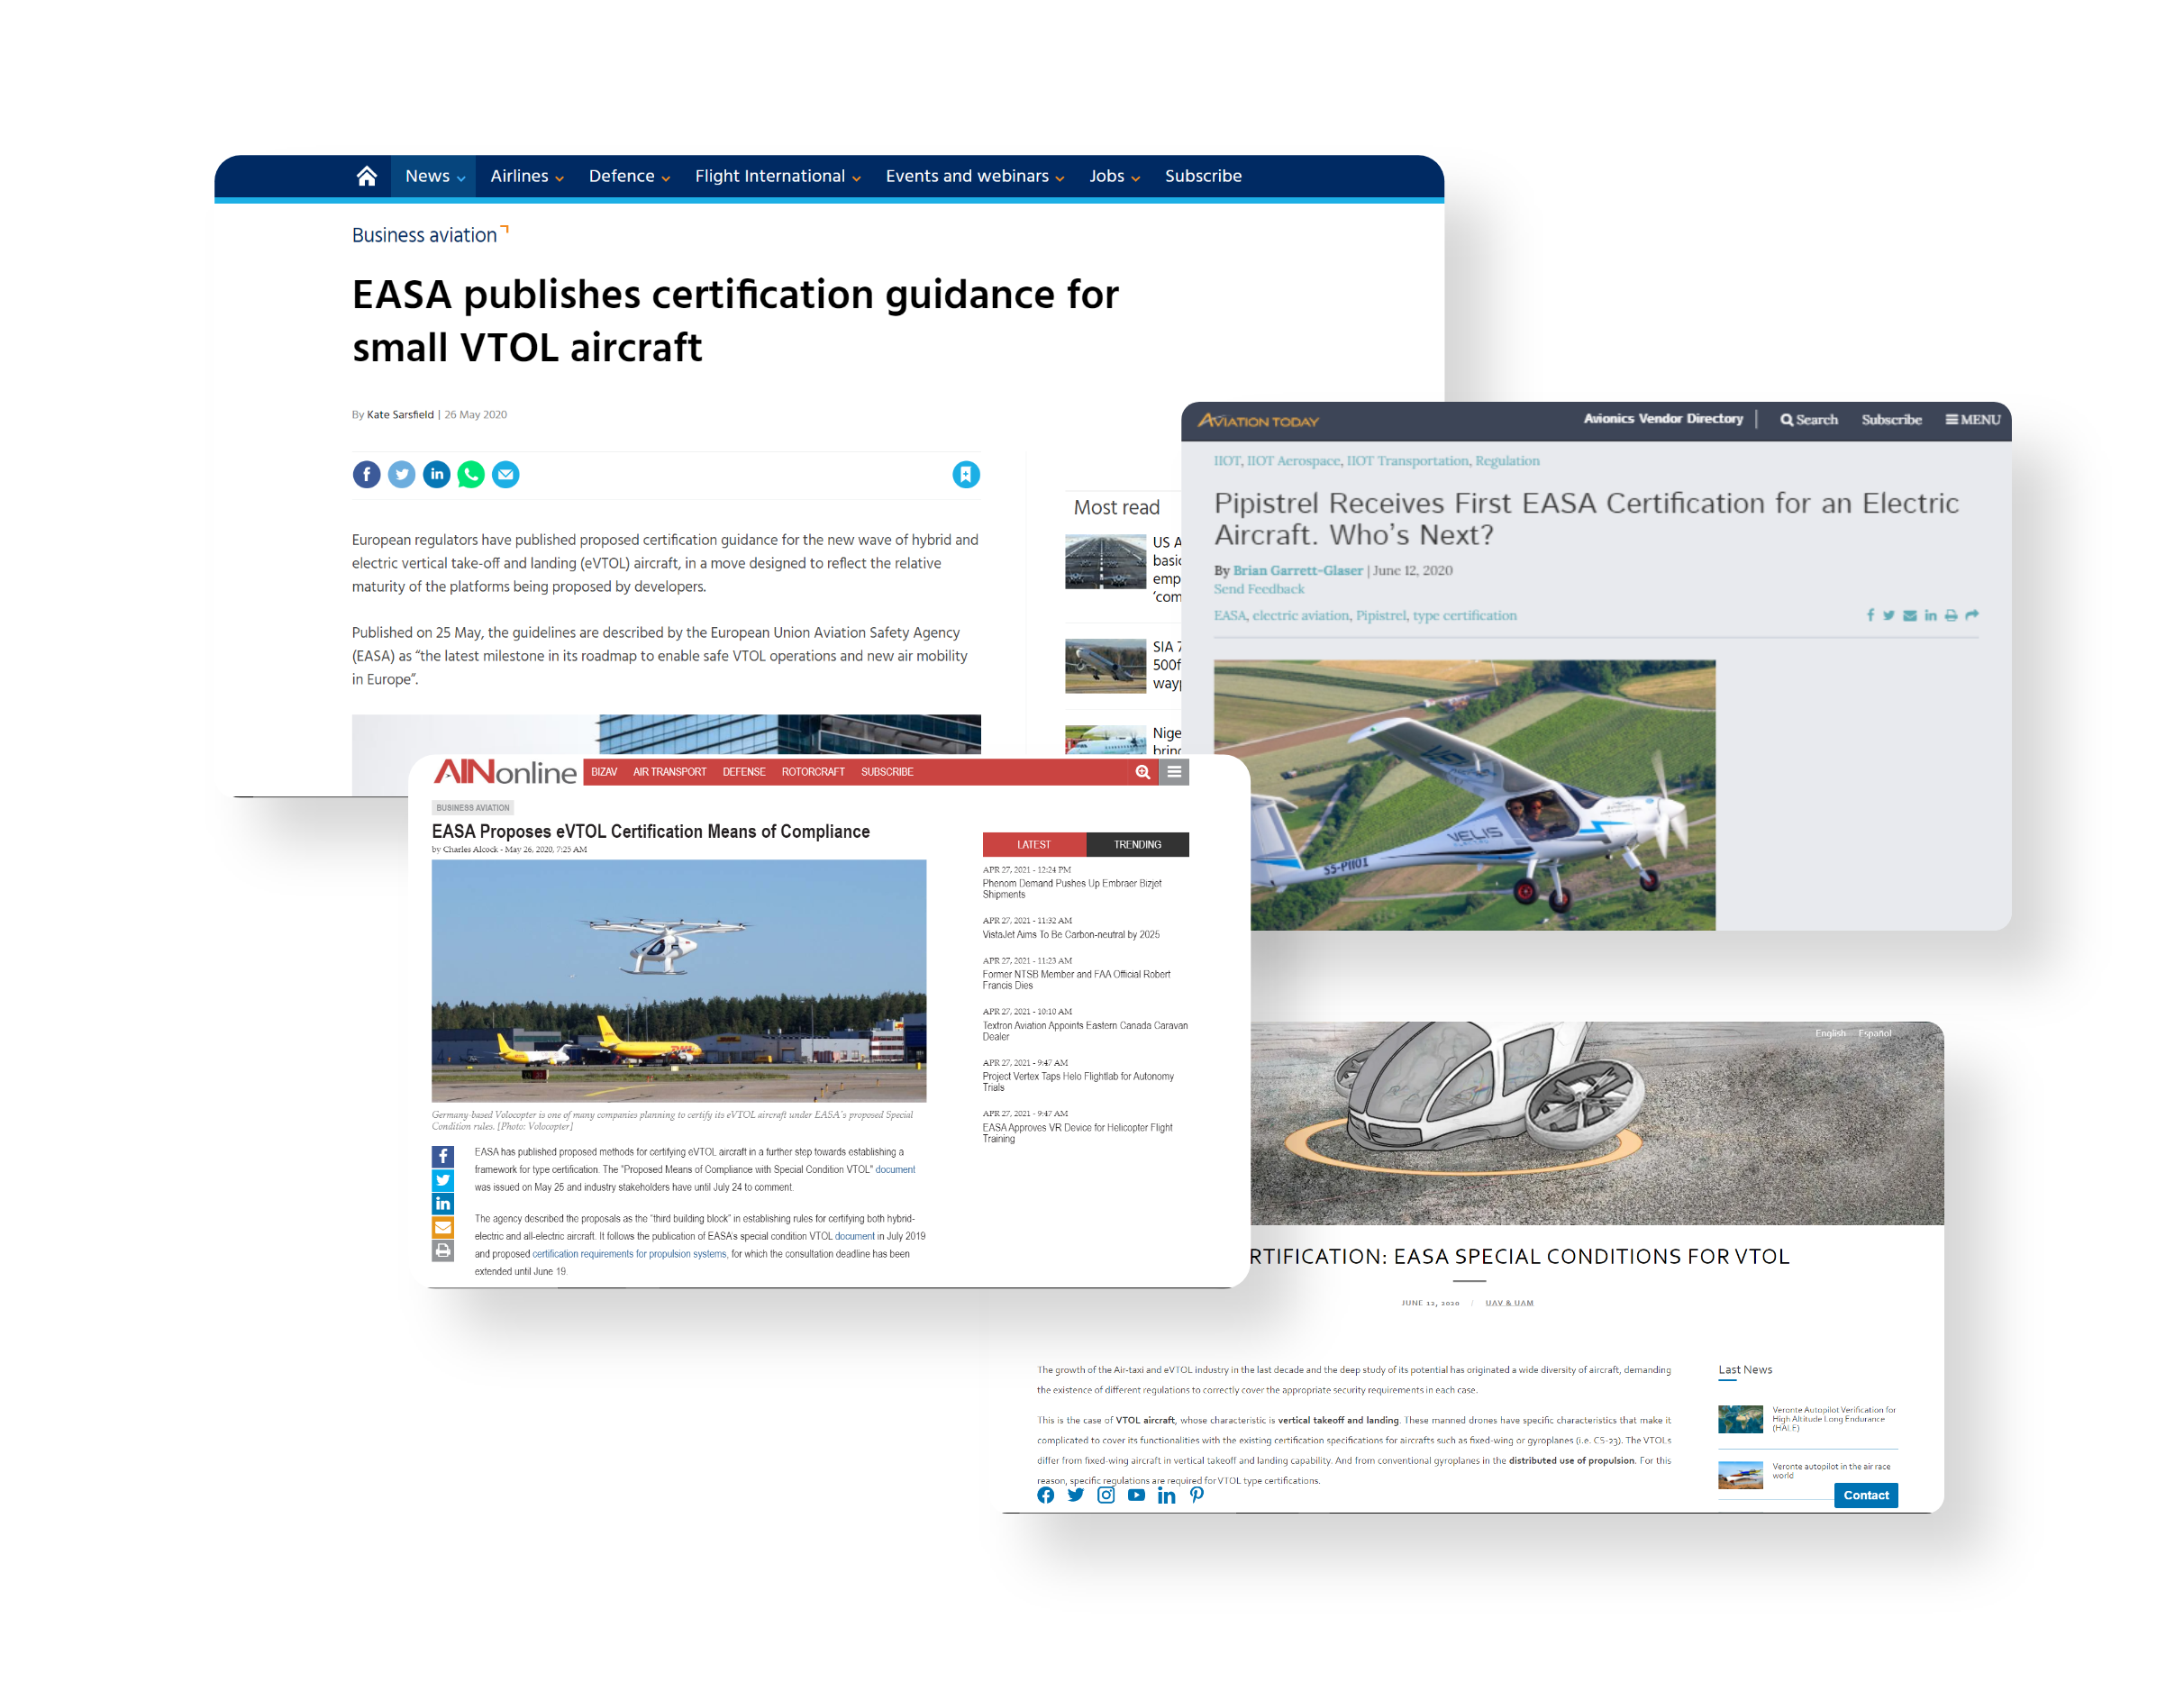 News Airlines Defence Flight International Events and webinars Jobs Subscribe
Business aviation
EASA publishes certification guidance for
small VTOL aircraft
By Kate Sarsfield | 26 May 2020
European regulators have published proposed certification guidance for the new wave of hybrid and
electric vertical take-off and landing (eVTOL) aircraft, in a move designed to reflect the relative
maturity of the platforms being proposed by developers.
Published on 25 May, the guidelines are described by the European Union Aviation Safety Agency
(EASA) as “the latest milestone in its roadmap to enable safe VTOL operations and new air mobility
in Europe”.
Most read
US A
basic
emp
‘com
SIA 7
500f
way
Nige
bring
AVIATION TODAY
Avionics Vendor Directory | Search Subscribe MENU
IIOT, IIOT Aerospace, IIOT Transportation, Regulation
Pipistrel Receives First EASA Certification for an Electric
Aircraft. Who’s Next?
By Brian Garrett-Glaser | June 12, 2020
Send Feedback
EASA, electric aviation, Pipistrel, type certification
VELIS
S5-PII01
AINonline
BIZAV AIR TRANSPORT DEFENSE ROTORCRAFT SUBSCRIBE
BUSINESS AVIATION
EASA Proposes eVTOL Certification Means of Compliance
by Charles Alcock - May 26, 2020, 7:25 AM
DHL
Germany-based Volocopter is one of many companies planning to certify its eVTOL aircraft under EASA's proposed Special
Condition rules. [Photo: Volocopter]
EASA has published proposed methods for certifying eVTOL aircraft in a further step towards establishing a
framework for type certification. The "Proposed Means of Compliance with Special Condition VTOL" document
was issued on May 25 and industry stakeholders have until July 24 to comment.
The agency described the proposals as the "third building block" in establishing rules for certifying both hybrid-
electric and all-electric aircraft. It follows the publication of EASA's special condition VTOL document in July 2019
and proposed certification requirements for propulsion systems, for which the consultation deadline has been
extended until June 19.
LATEST TRENDING
APR 27, 2021 - 12:24 PM
Phenom Demand Pushes Up Embraer Bizjet
Shipments
APR 27, 2021 - 11:32 AM
VistaJet Aims To Be Carbon-neutral by 2025
APR 27, 2021 - 11:23 AM
Former NTSB Member and FAA Official Robert
Francis Dies
APR 27, 2021 - 10:10 AM
Textron Aviation Appoints Eastern Canada Caravan
Dealer
APR 27, 2021 - 9:47 AM
Project Vertex Taps Helo Flightlab for Autonomy
Trials
APR 27, 2021 - 9:47 AM
EASA Approves VR Device for Helicopter Flight
Training
English Español
RTIFICATION: EASA SPECIAL CONDITIONS FOR VTOL
JUNE 12, 2020 / UAV & UAM
The growth of the Air-taxi and eVTOL industry in the last decade and the deep study of its potential has originated a wide diversity of aircraft, demanding
the existence of different regulations to correctly cover the appropriate security requirements in each case.
This is the case of VTOL aircraft, whose characteristic is vertical takeoff and landing. These manned drones have specific characteristics that make it
complicated to cover its functionalities with the existing certification specifications for aircrafts such as fixed-wing or gyroplanes (i.e. CS-23). The VTOLs
differ from fixed-wing aircraft in vertical takeoff and landing capability. And from conventional gyroplanes in the distributed use of propulsion. For this
reason, specific regulations are required for VTOL type certifications.
Last News
Veronte Autopilot Verification for
High Altitude Long Endurance
(HALE)
Veronte autopilot in the air race
world
Contact